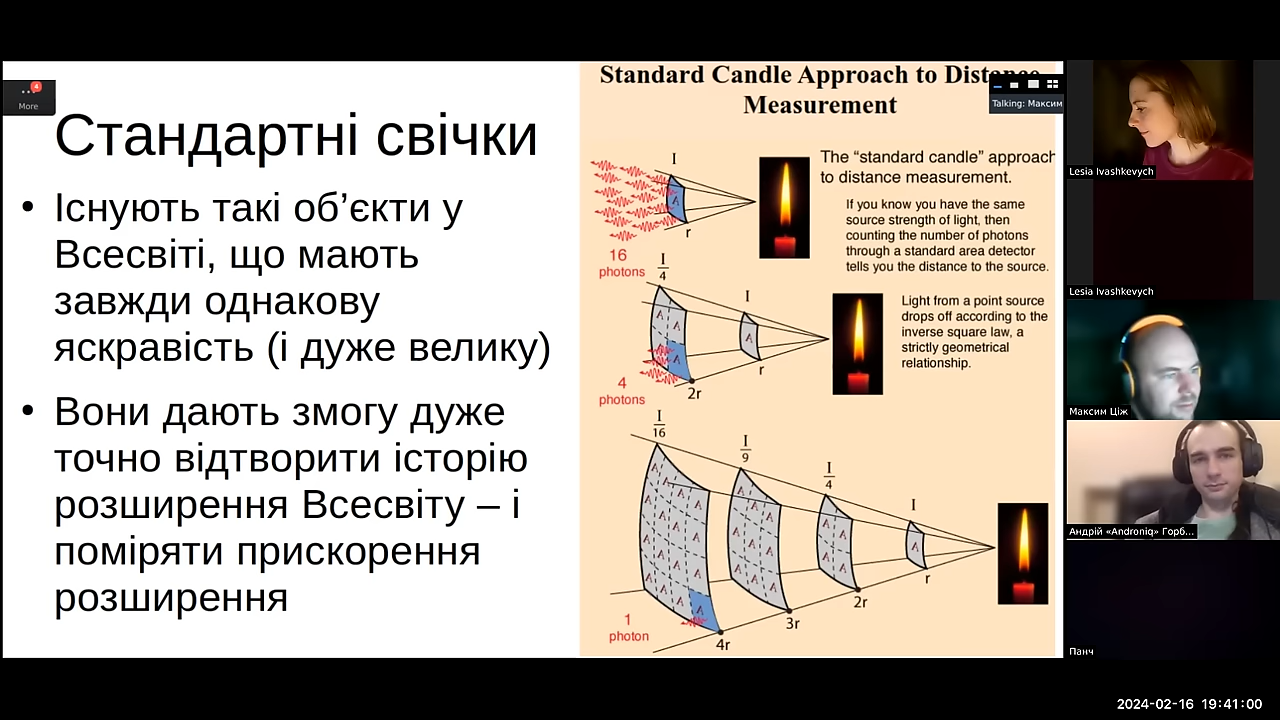 More
4
Стандартні свічки
● Існують такі об’єкти у
Всесвіті, що мають
завжди однакову
яскравість (і дуже велику)
● Вони дають змогу дуже
точно відтворити історію
розширення Всесвіту – і
поміряти прискорення
розширення
Standard Candle Approach to Distance
Measurement
Talking: Максим
The “standard candle” approach
to distance measurement.
If you know you have the same
source strength of light, then
counting the number of photons
through a standard area detector
tells you the distance to the source.
I
A
r
16
photons
Light from a point source
drops off according to the
inverse square law, a
strictly geometrical
relationship.
I
4
I
A
r
2r
4
photons
I
16
I
9
I
4
I
A
r
2r
3r
4r
1
photon
Lesia Ivashkevych
Lesia Ivashkevych
Максим Ціж
Андрій «Androniq» Горб...
Панч
2024-02-16 19:41:00